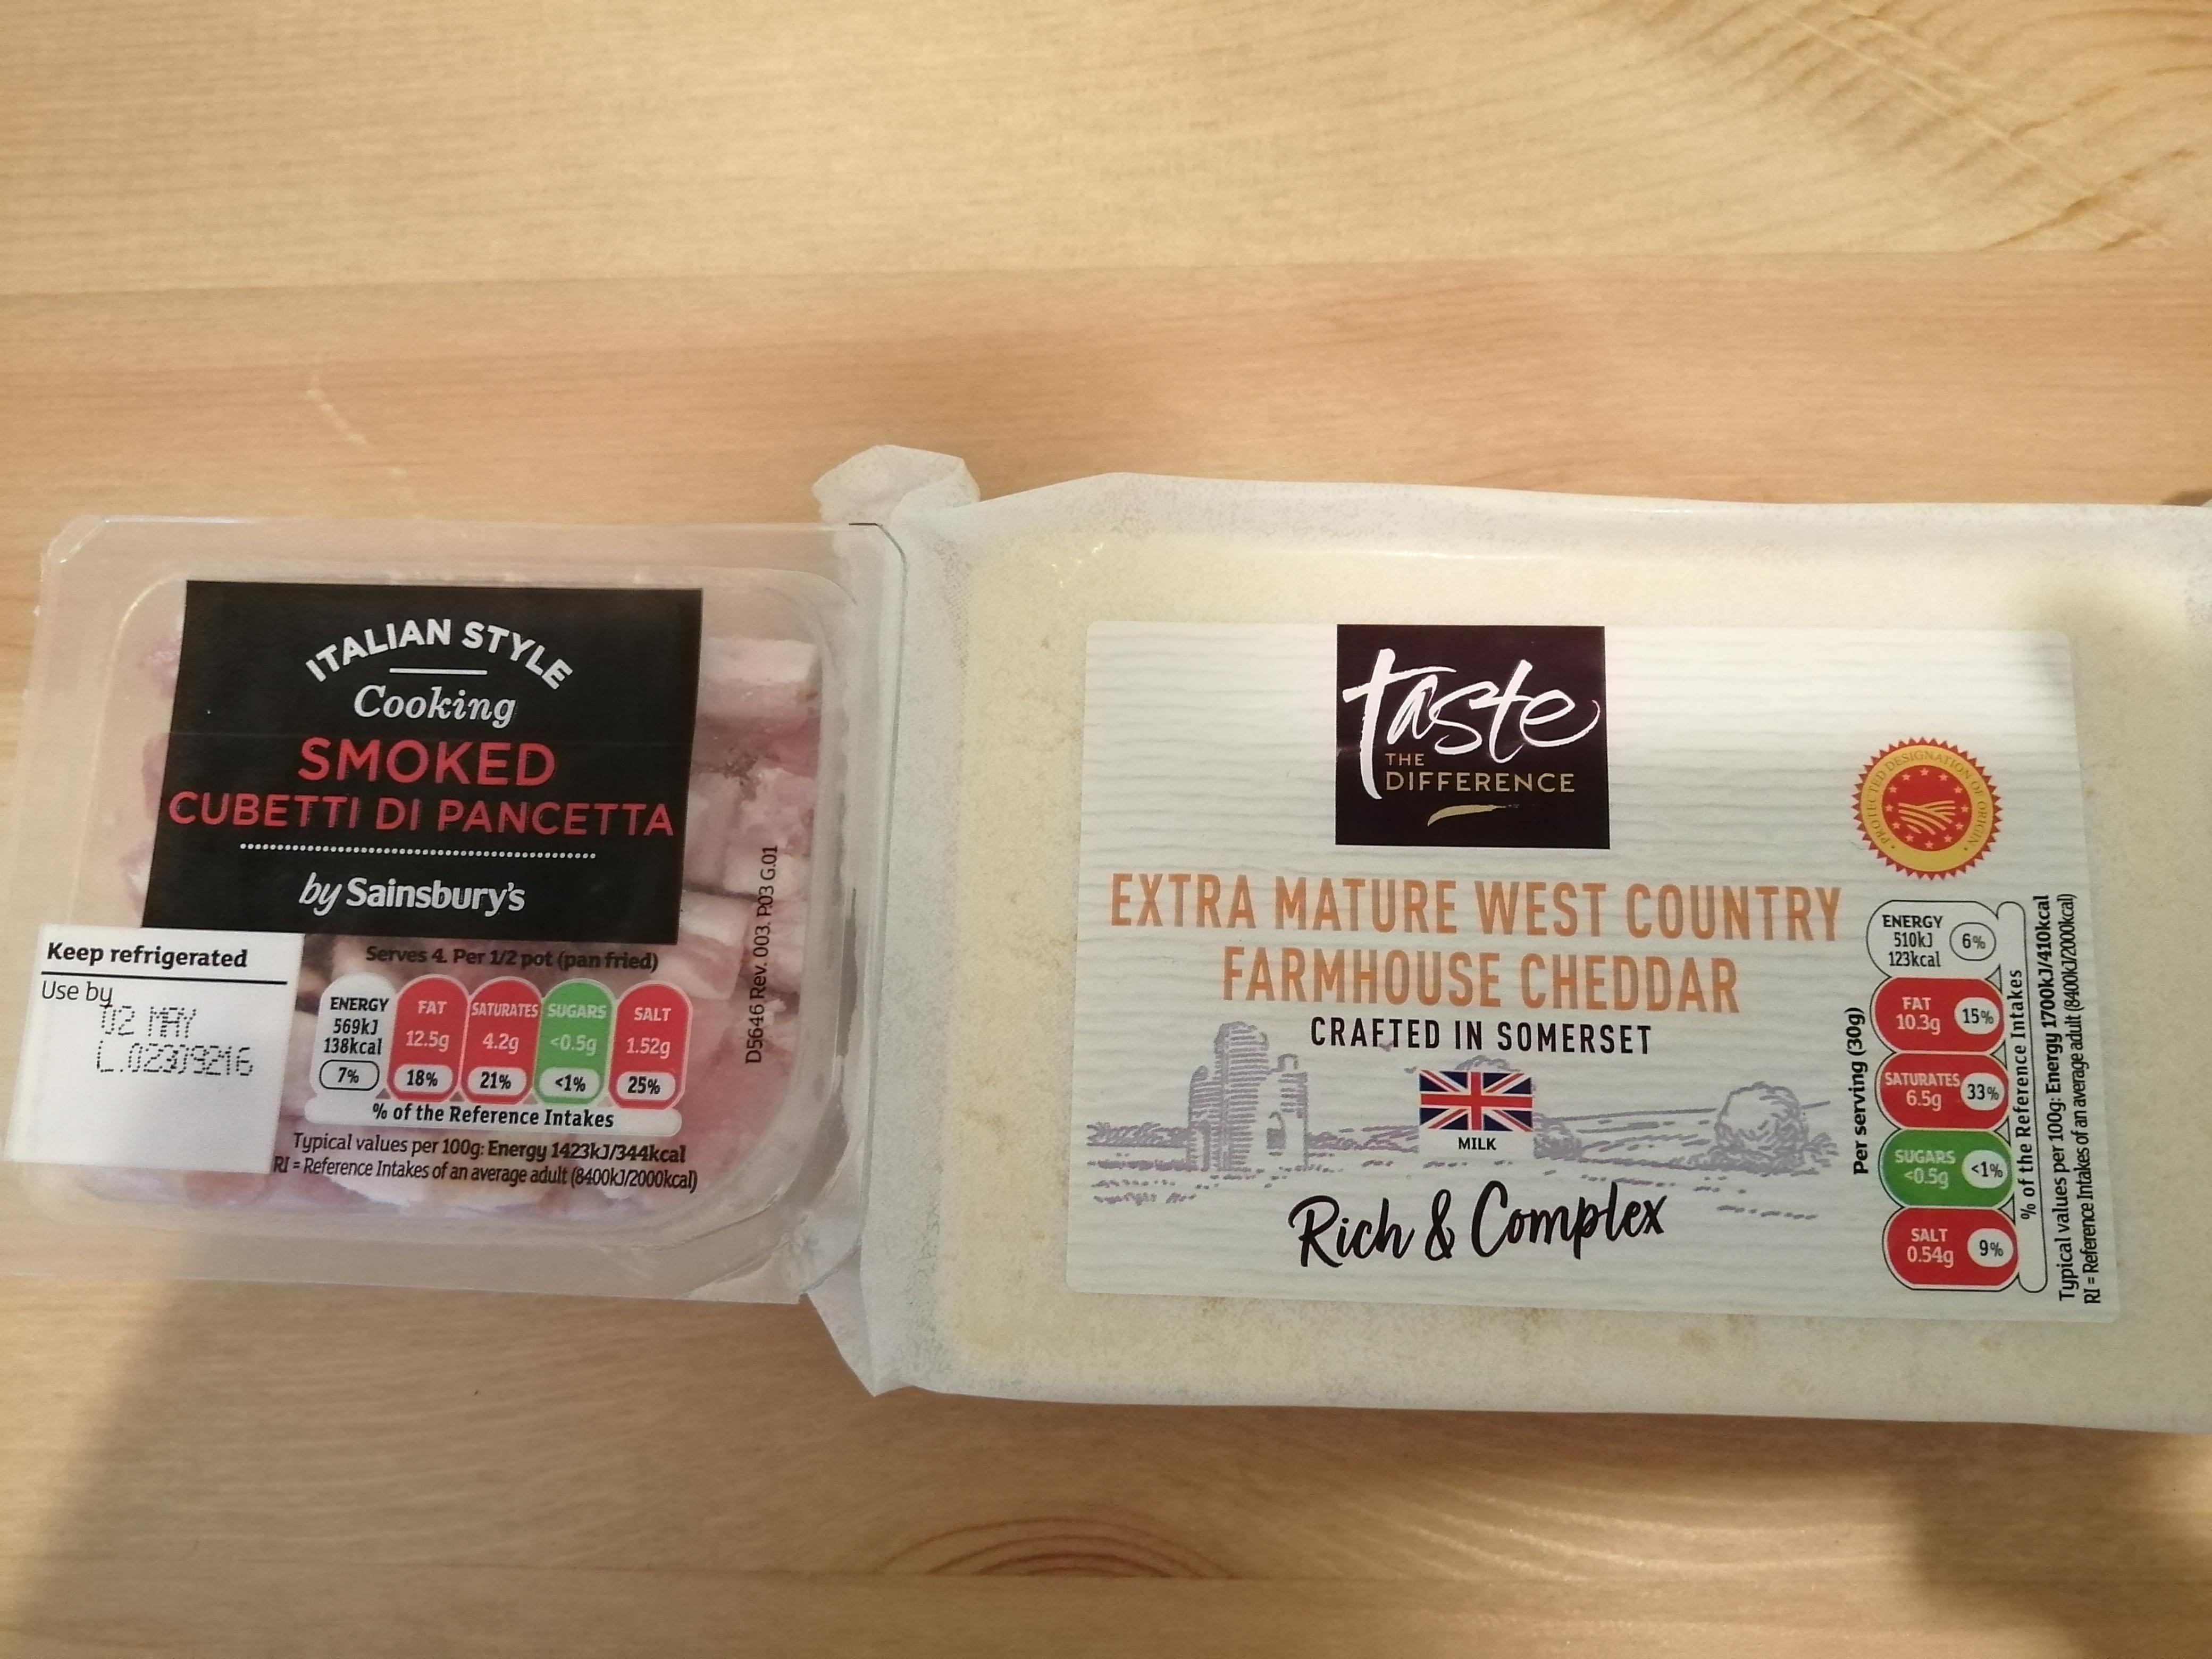 ITALIAN STYLE
Cooking
SMOKED
CUBETTI DI PANCETTA
by Sainsbury's
Keep refrigerated
Use by
02 MAY
Serves 4. Per 1/2 pot (pan fried)
ENERGY
569kJ
138kcal
7%
FAT
12.5g
18%
SATURATES
4.2g
21%
SUGARS
<0.5g
<1%
SALT
1.52g
25%
% of the Reference Intakes
Typical values per 100g: Energy 1423kJ/344kcal
RI = Reference Intakes of an average adult (8400kJ/2000kcal)
D5646 Rev. 003. P.03 G.01
taste
THE
DIFFERENCE
EXTRA MATURE WEST COUNTRY
FARMHOUSE CHEDDAR
CRAFTED IN SOMERSET
MILK
Rich & Complex
PROTECTED DESIGNATION OF ORIGIN
Per serving (30g)
ENERGY
510kJ
123kcal
6%
FAT
10.3g
15%
SATURATES
6.5g
33%
SUGARS
<0.5g
<1%
SALT
0.54g
9%
% of the Reference Intakes
Typical values per 100g: Energy 1700kJ/410kcal
RI = Reference Intakes of an average adult (8400kJ/2000kcal)